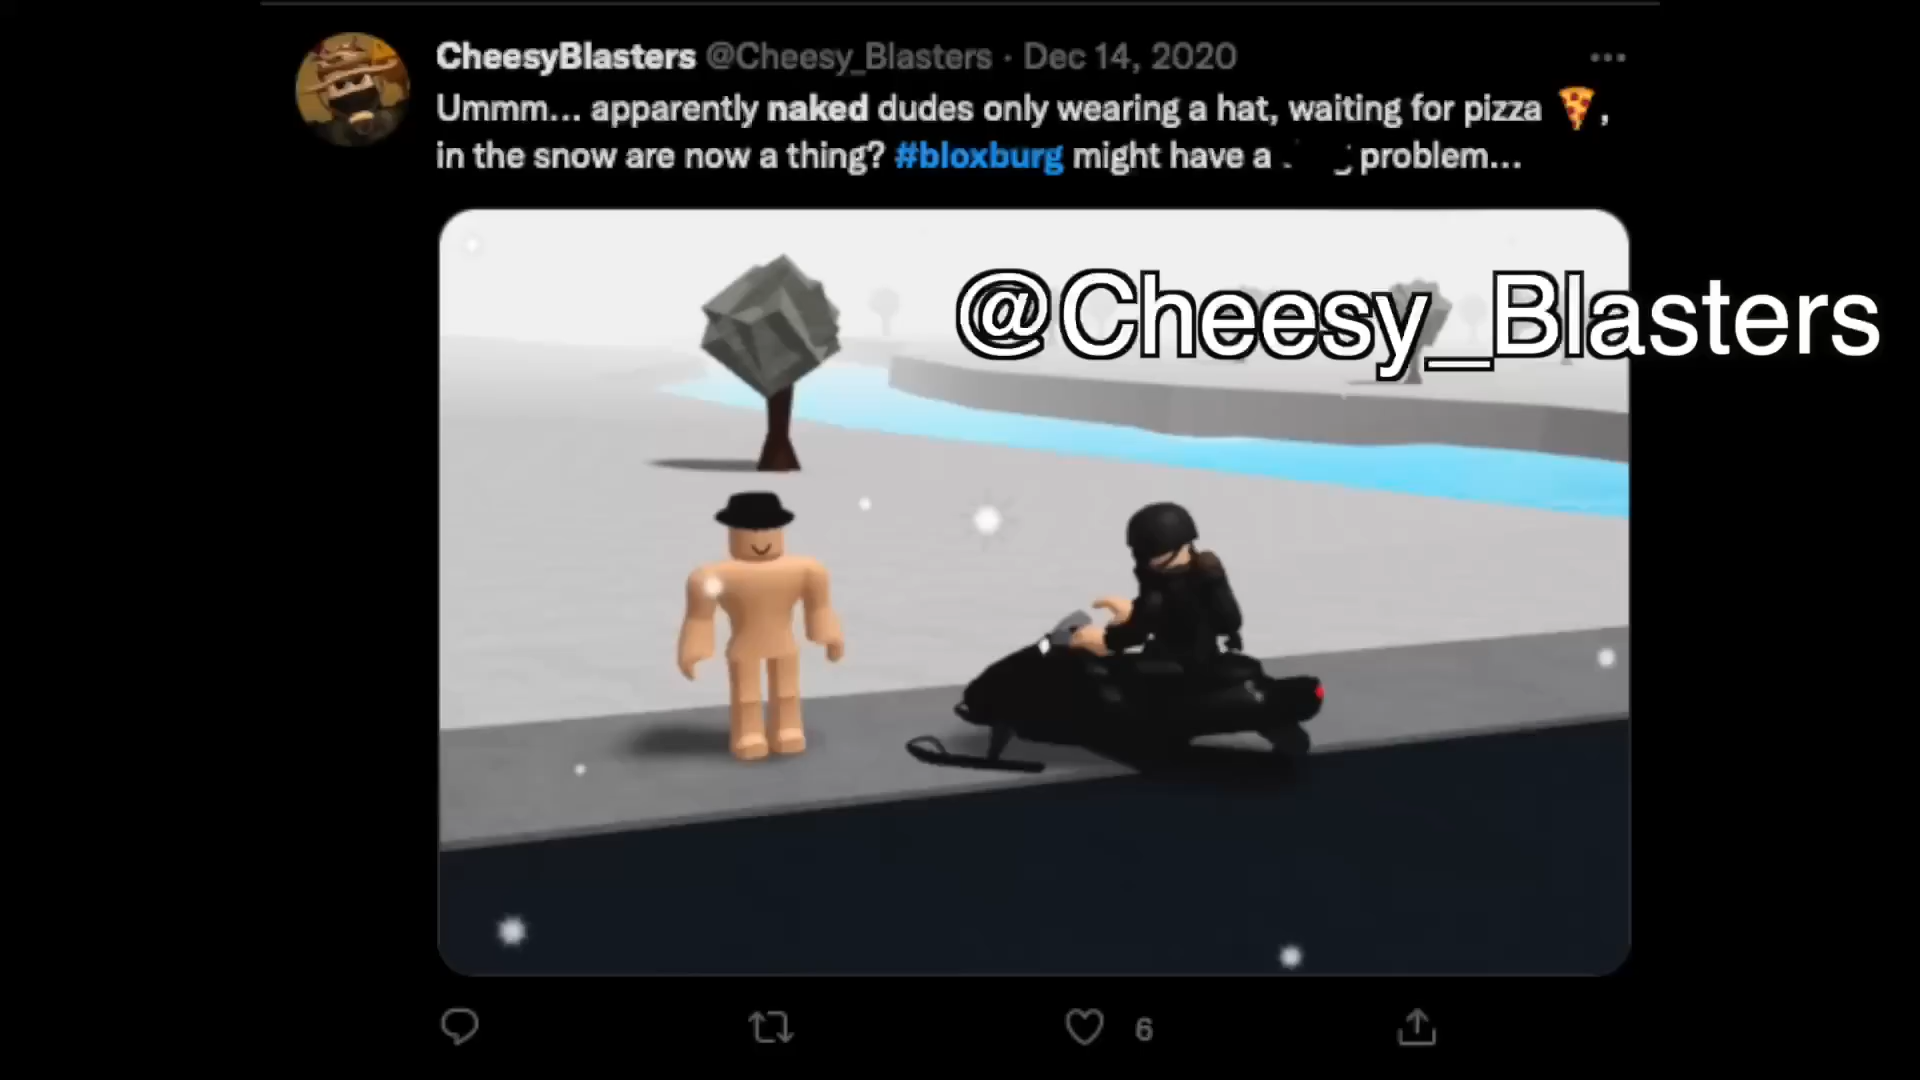 CheesyBlasters @Cheesy_Blasters · Dec 14, 2020
Ummm... apparently naked dudes only wearing a hat, waiting for pizza 🍕,
in the snow are now a thing? #bloxburg might have a problem...
@Cheesy_Blasters
6